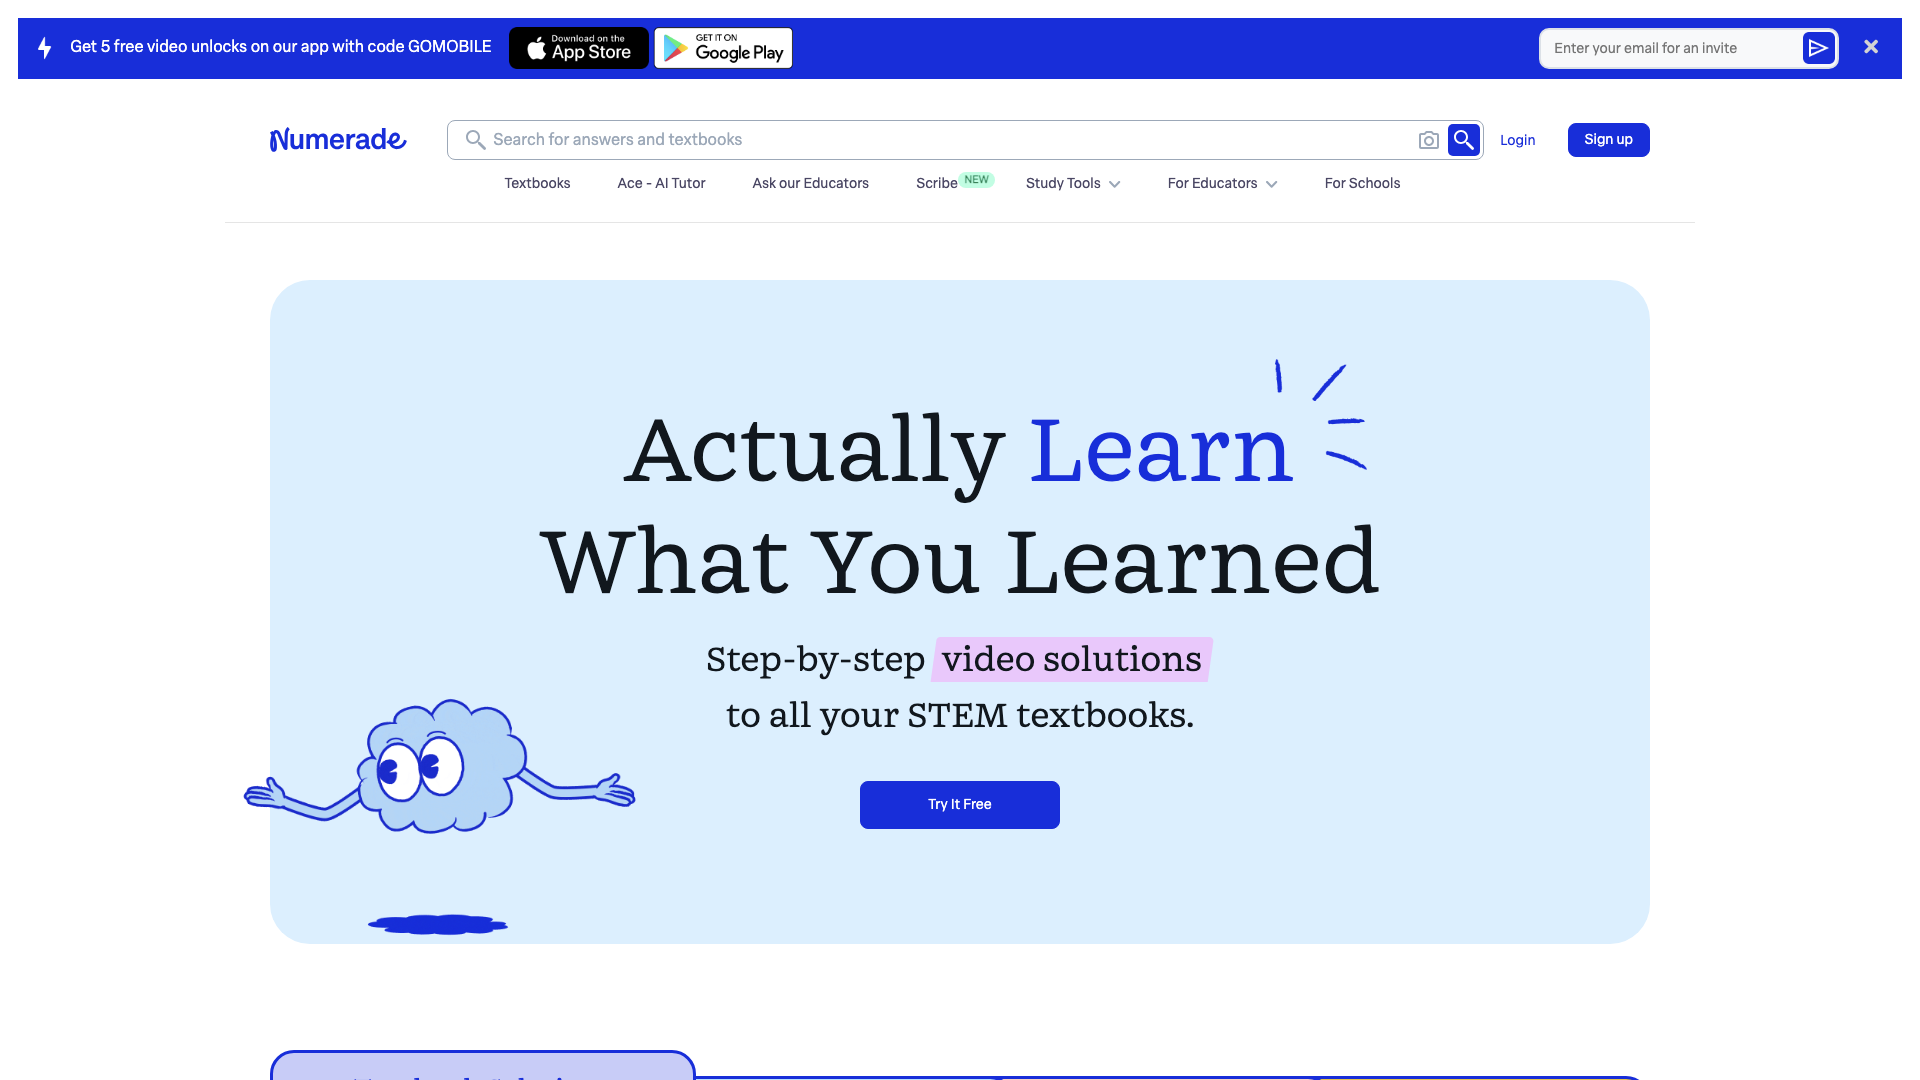 Get 5 free video unlocks on our app with code GOMOBILE
Download on the
App Store
GET IT ON
Google Play
Enter your email for an invite
Numerade
Search for answers and textbooks
Login
Sign up
Textbooks
Ace - AI Tutor
Ask our Educators
Scribe NEW
Study Tools
For Educators
For Schools
Actually Learn
What You Learned
Step-by-step video solutions
to all your STEM textbooks.
Try It Free